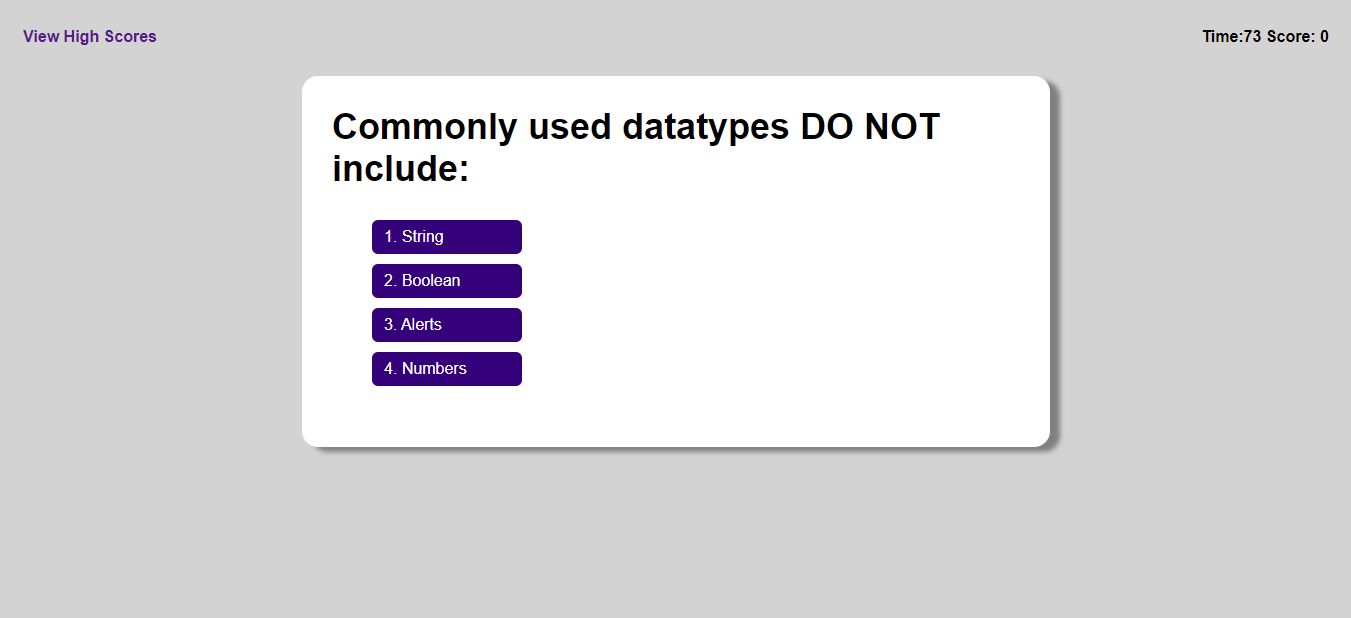 View High Scores
Time:73 Score: 0
Commonly used datatypes DO NOT
include:
1. String
2. Boolean
3. Alerts
4. Numbers